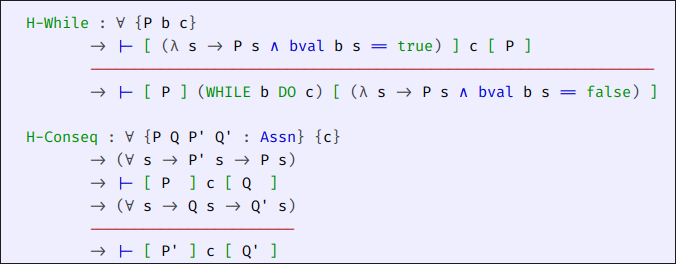 H-While : ∀ {P b c}
→ ⊢ [ (λ s → P s ∧ bval b s == true) ] c [ P ]
────────────────────────────────────────────────────────────
→ ⊢ [ P ] (WHILE b DO c) [ (λ s → P s ∧ bval b s == false) ]
H-Conseq : ∀ {P Q P' Q' : Assn} {c}
→ (∀ s → P' s → P s)
→ ⊢ [ P  ] c [ Q  ]
→ (∀ s → Q s → Q' s)
──────────────────────
→ ⊢ [ P' ] c [ Q' ]